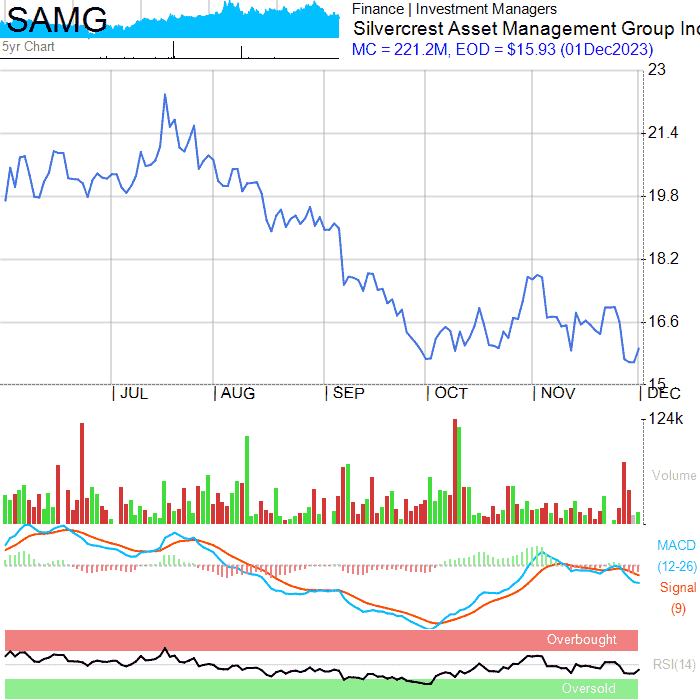 SAMG
Finance | Investment Managers
Silvercrest Asset Management Group Inc
5yr Chart
MC = 221.2M, EOD = $15.93 (01Dec2023)
23
21.4
19.8
18.2
16.6
15
JUL AUG SEP OCT NOV DEC
124k
Volume
MACD
(12-26)
Signal
(9)
Overbought
RSI(14)
Oversold